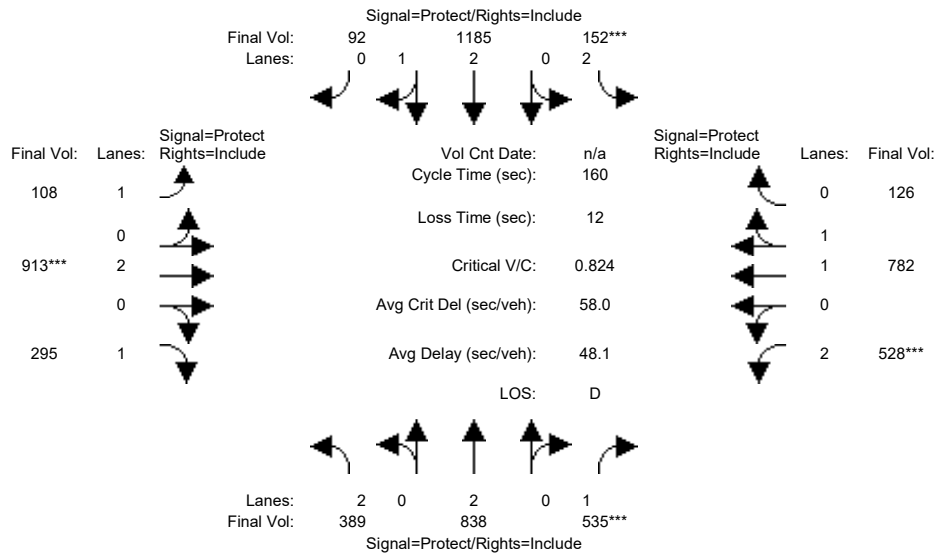 Signal=Protect/Rights=Include
Final Vol: 92 1185 152***
Lanes: 0 1 2 0 2
Signal=Protect Signal=Protect
Final Vol: Lanes: Rights=Include Vol Cnt Date: n/a Rights=Include Lanes: Final Vol:
Cycle Time (sec): 160
108 1 0 126
Loss Time (sec): 12
0 1
913*** 2 Critical V/C: 0.824 1 782
0 Avg Crit Del (sec/veh): 58.0 0
295 1 Avg Delay (sec/veh): 48.1 2 528***
LOS: D
Lanes: 2 0 2 0 1
Final Vol: 389 838 535***
Signal=Protect/Rights=Include